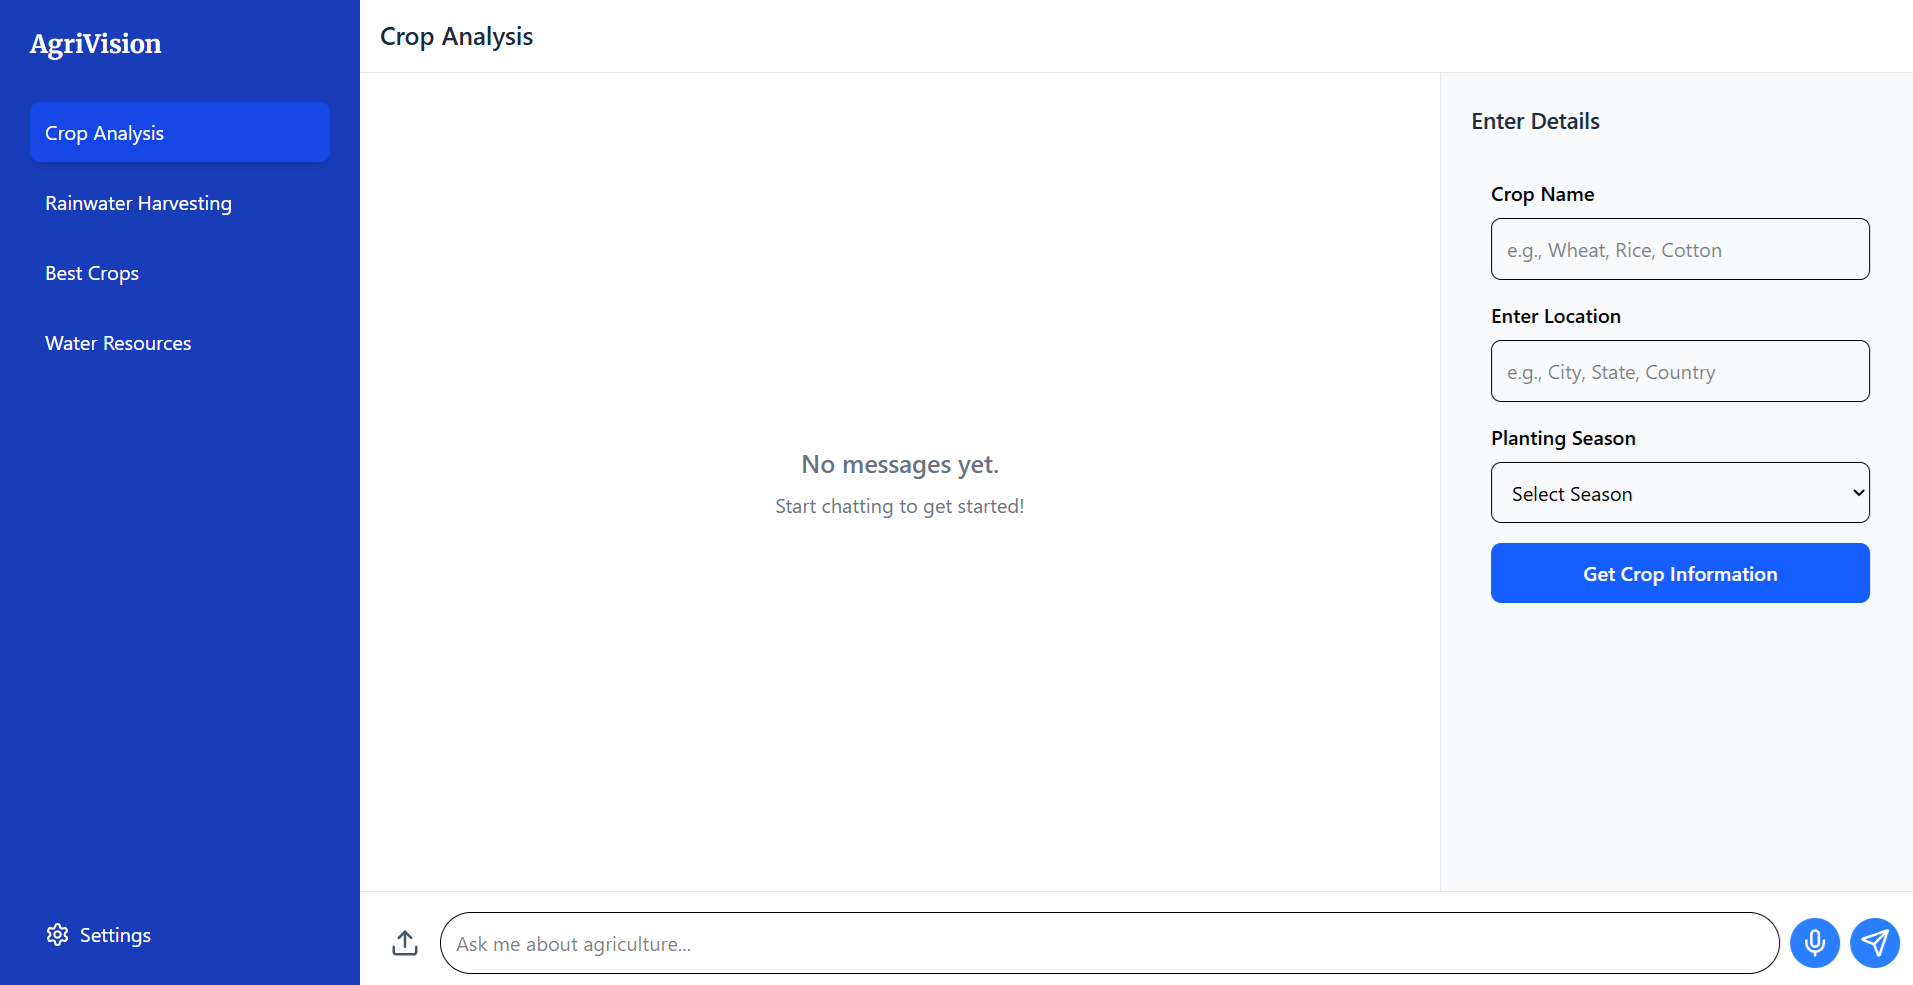 AgriVision
Crop Analysis
Rainwater Harvesting
Best Crops
Water Resources
Settings
Crop Analysis
No messages yet.
Start chatting to get started!
Enter Details
Crop Name
e.g., Wheat, Rice, Cotton
Enter Location
e.g., City, State, Country
Planting Season
Select Season
Get Crop Information
Ask me about agriculture...